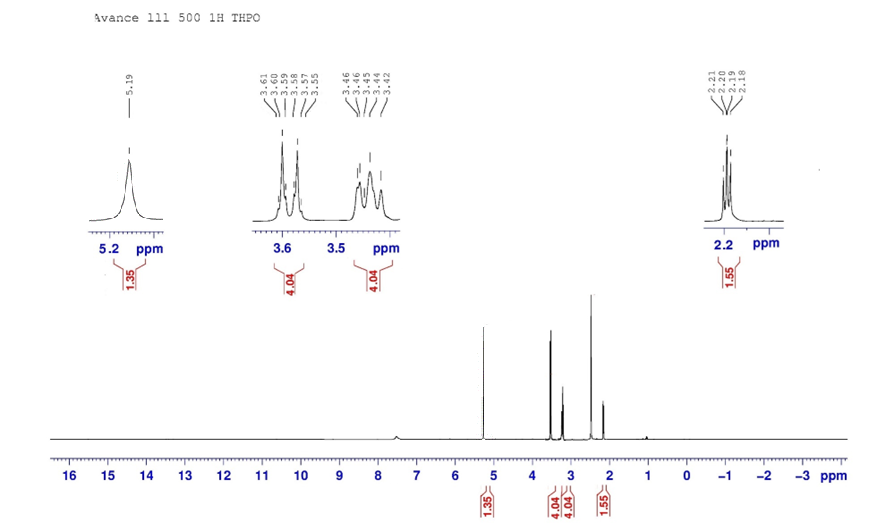 Avance 111 500 1H THPO
5.19
3.61 3.60 3.59 3.58 3.57 3.55
3.46 3.46 3.45 3.44 3.42
2.21 2.20 2.19 2.18
5.2 ppm
3.6 3.5 ppm
2.2 ppm
1.35 4.04 4.04 1.55
16 15 14 13 12 11 10 9 8 7 6 5 4 3 2 1 0 −1 −2 −3 ppm
1.35 4.04 4.04 1.55